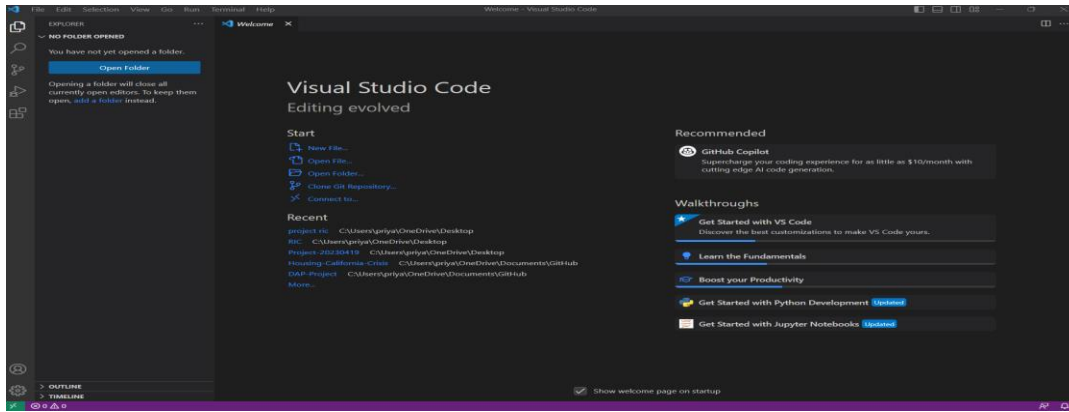 File Edit Selection View Go Run Terminal Help
Welcome - Visual Studio Code
EXPLORER
Welcome
NO FOLDER OPENED
You have not yet opened a folder.
Open Folder
Opening a folder will close all
currently open editors. To keep them
open, add a folder instead.
Visual Studio Code
Editing evolved
Start
New File...
Open File...
Open Folder...
Clone Git Repository...
Connect to...
Recent
project ric C:\Users\priya\OneDrive\Desktop
RIC C:\Users\priya\OneDrive\Desktop
Project-20230419 C:\Users\priya\OneDrive\Desktop
Housing-California-Crisis C:\Users\priya\OneDrive\Documents\GitHub
DAP-Project C:\Users\priya\OneDrive\Documents\GitHub
More...
Recommended
GitHub Copilot
Supercharge your coding experience for as little as $10/month with
cutting edge AI code generation.
Walkthroughs
Get Started with VS Code
Discover the best customizations to make VS Code yours.
Learn the Fundamentals
Boost your Productivity
Get Started with Python Development Updated
Get Started with Jupyter Notebooks Updated
Show welcome page on startup
OUTLINE
TIMELINE
0 0